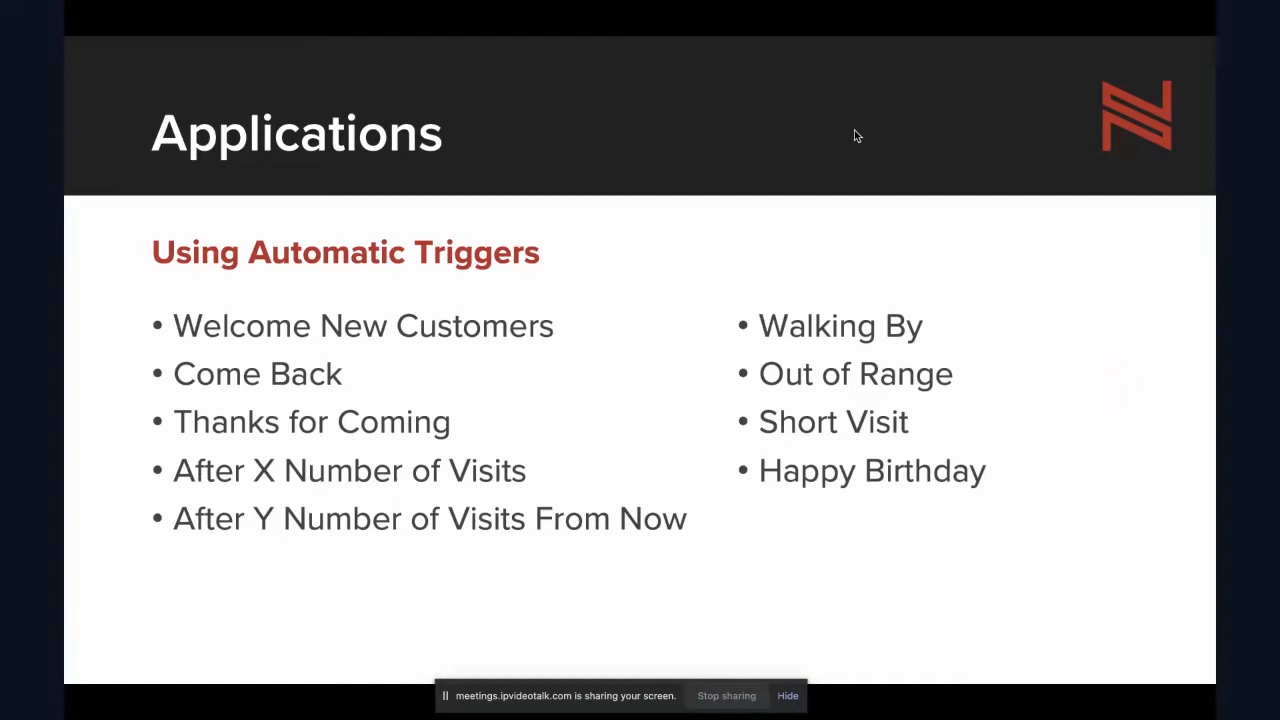 Applications
Using Automatic Triggers
• Welcome New Customers
• Come Back
• Thanks for Coming
• After X Number of Visits
• After Y Number of Visits From Now
• Walking By
• Out of Range
• Short Visit
• Happy Birthday
meetings.ipvideotalk.com is sharing your screen. Stop sharing Hide